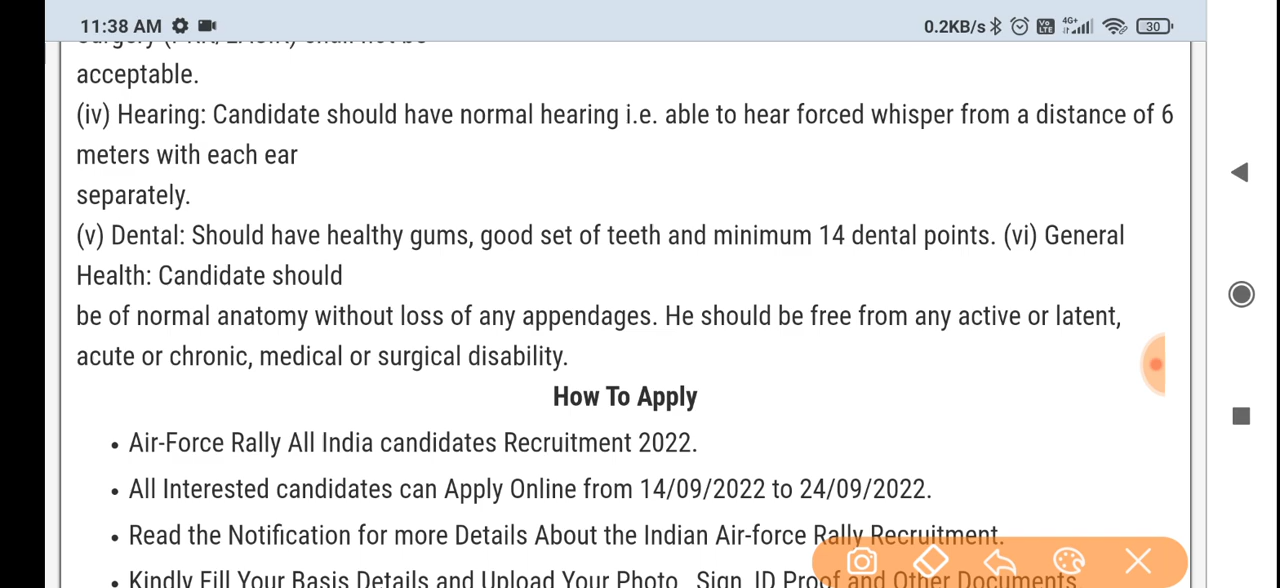 11:38 AM
0.2KB/s 4G+ 30
acceptable.
(iv) Hearing: Candidate should have normal hearing i.e. able to hear forced whisper from a distance of 6
meters with each ear
separately.
(v) Dental: Should have healthy gums, good set of teeth and minimum 14 dental points. (vi) General
Health: Candidate should
be of normal anatomy without loss of any appendages. He should be free from any active or latent,
acute or chronic, medical or surgical disability.
How To Apply
• Air-Force Rally All India candidates Recruitment 2022.
• All Interested candidates can Apply Online from 14/09/2022 to 24/09/2022.
• Read the Notification for more Details About the Indian Air-force Rally Recruitment.
• Kindly Fill Your Basis Details and Upload Your Photo, Sign, ID Proof and Other Documents